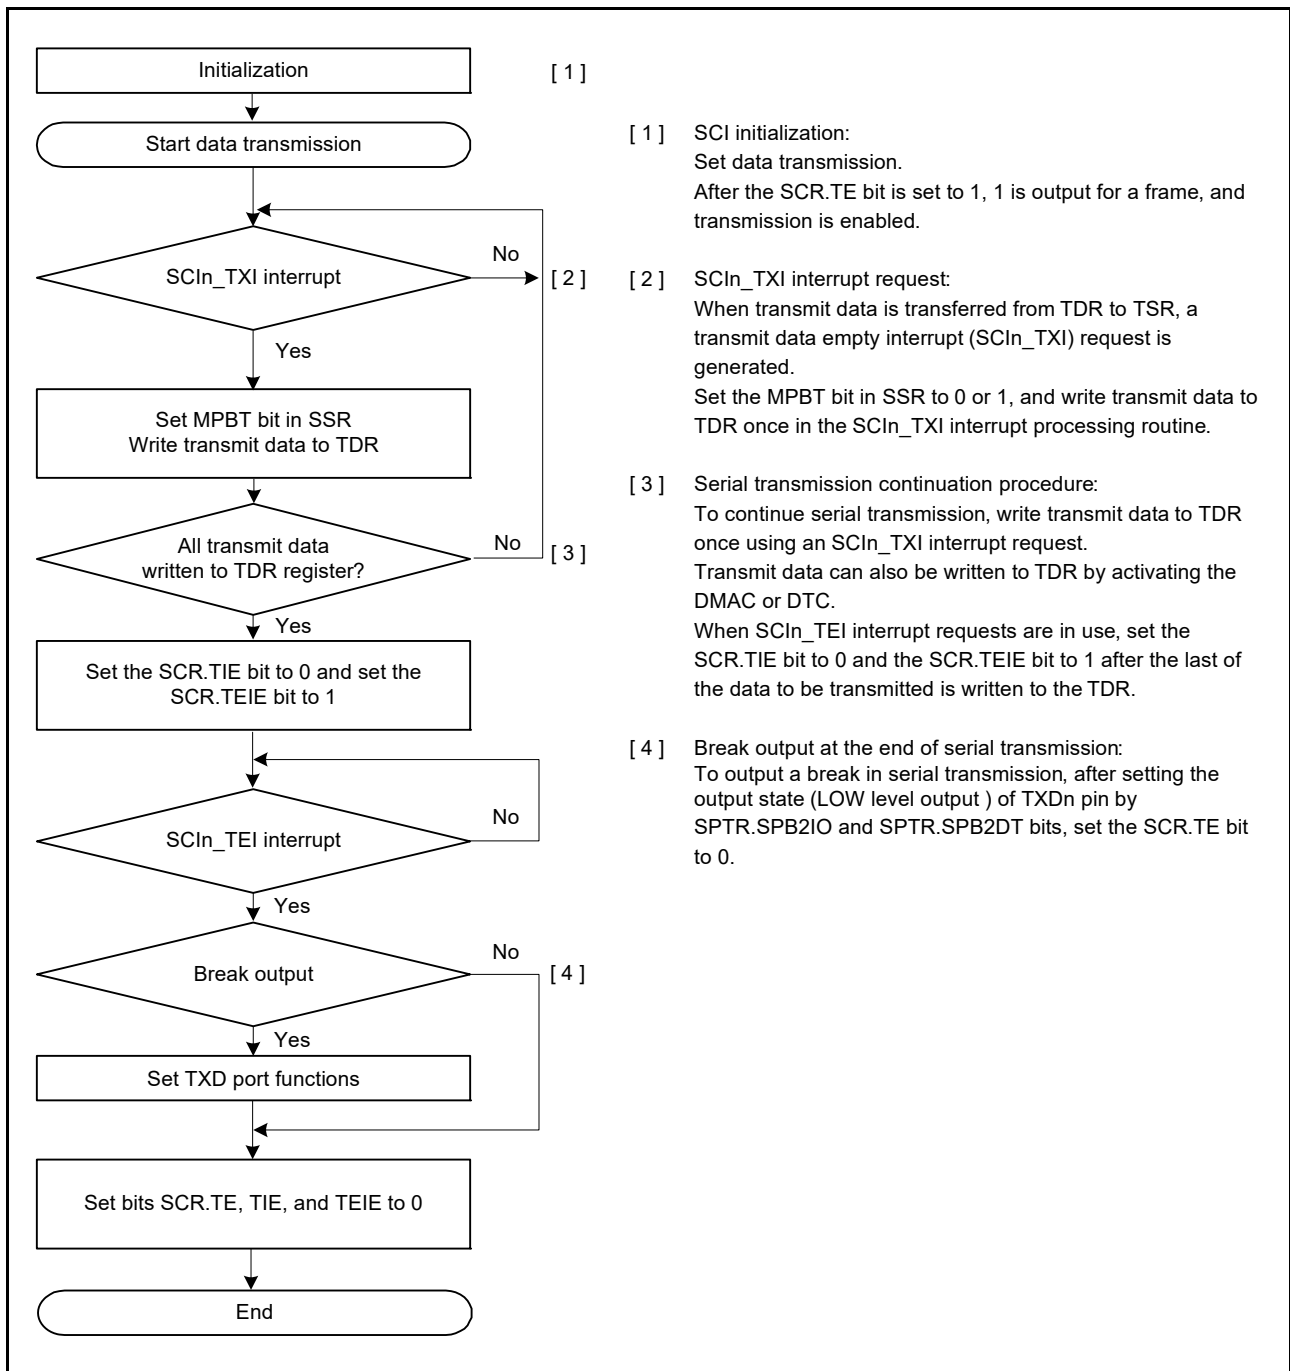 Initialization
[ 1 ]
Start data transmission
SCIn_TXI interrupt
No
[ 2 ]
Yes
Set MPBT bit in SSR
Write transmit data to TDR
All transmit data
written to TDR register?
No
[ 3 ]
Yes
Set the SCR.TIE bit to 0 and set the
SCR.TEIE bit to 1
SCIn_TEI interrupt
No
Yes
Break output
No
[ 4 ]
Yes
Set TXD port functions
Set bits SCR.TE, TIE, and TEIE to 0
End
[ 1 ] SCI initialization:
Set data transmission.
After the SCR.TE bit is set to 1, 1 is output for a frame, and
transmission is enabled.
[ 2 ] SCIn_TXI interrupt request:
When transmit data is transferred from TDR to TSR, a
transmit data empty interrupt (SCIn_TXI) request is
generated.
Set the MPBT bit in SSR to 0 or 1, and write transmit data to
TDR once in the SCIn_TXI interrupt processing routine.
[ 3 ] Serial transmission continuation procedure:
To continue serial transmission, write transmit data to TDR
once using an SCIn_TXI interrupt request.
Transmit data can also be written to TDR by activating the
DMAC or DTC.
When SCIn_TEI interrupt requests are in use, set the
SCR.TIE bit to 0 and the SCR.TEIE bit to 1 after the last of
the data to be transmitted is written to the TDR.
[ 4 ] Break output at the end of serial transmission:
To output a break in serial transmission, after setting the
output state (LOW level output ) of TXDn pin by
SPTR.SPB2IO and SPTR.SPB2DT bits, set the SCR.TE bit
to 0.